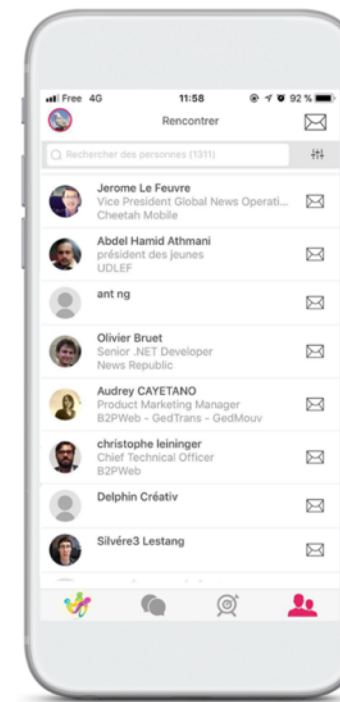 Free 4G 11:58 92 %
Rencontrer
Rechercher des personnes (1311)
Jerome Le Feuvre
Vice President Global News Operati...
Cheetah Mobile
Abdel Hamid Athmani
président des jeunes
UDLEF
ant ng
Olivier Bruet
Senior .NET Developer
News Republic
Audrey CAYETANO
Product Marketing Manager
B2PWeb - GedTrans - GedMouv
christophe leininger
Chief Technical Officer
B2PWeb
Delphin Créativ
Silvére3 Lestang